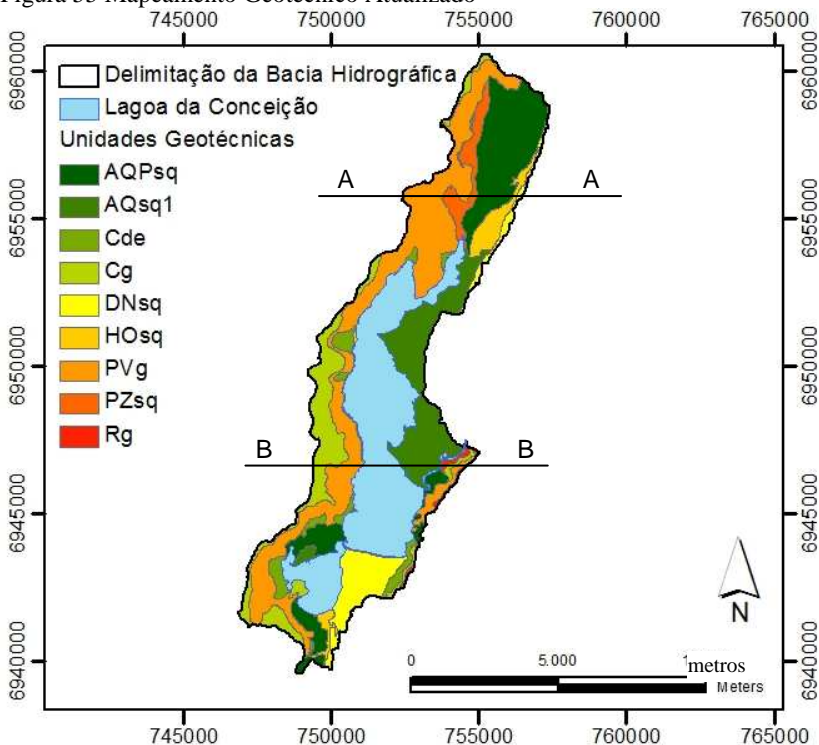 Figura 33 Mapeamento Geotécnico Atualizado
745000 750000 755000 760000 765000
6960000
6955000
6950000
6945000
6940000
Delimitação da Bacia Hidrográfica
Lagoa da Conceição
Unidades Geotécnicas
AQPsq
AQsq1
Cde
Cg
DNsq
HOsq
PVg
PZsq
Rg
A A
B B
6960000
6955000
6950000
6945000
6940000
N
0 5.000 metros
Meters
745000 750000 755000 760000 765000